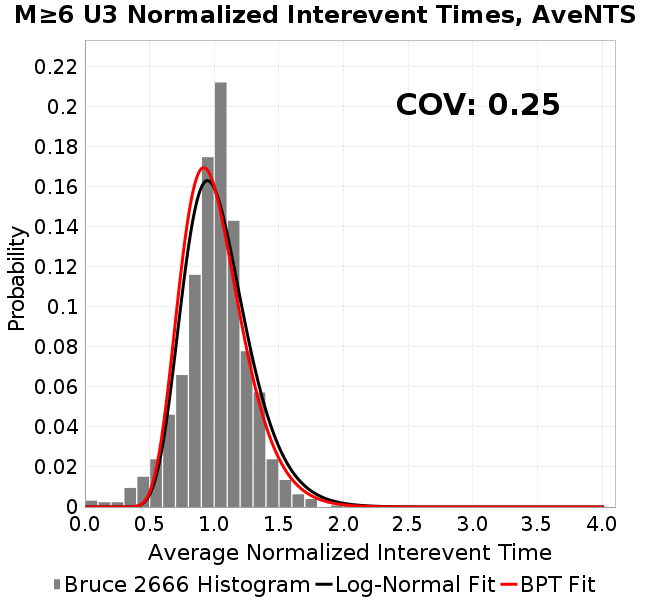 M≥6 U3 Normalized Interevent Times, AveNTS
COV: 0.25
Probability
0.22
0.2
0.18
0.16
0.14
0.12
0.1
0.08
0.06
0.04
0.02
0
0.0 0.5 1.0 1.5 2.0 2.5 3.0 3.5 4.0
Average Normalized Interevent Time
Bruce 2666 Histogram Log-Normal Fit BPT Fit